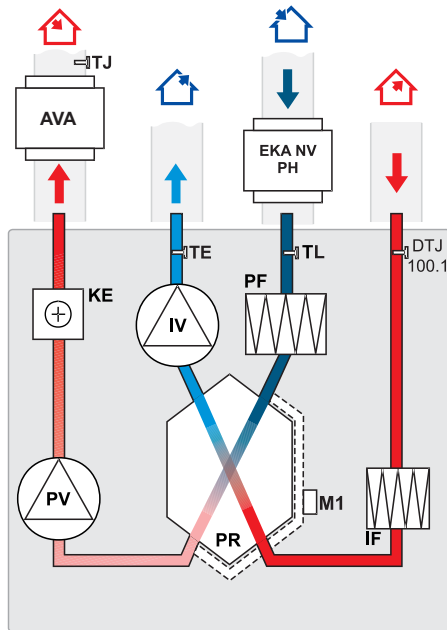 TJ
AVA
EKA NV
PH
TE
TL
DTJ
100.1
KE
PF
IV
M1
PV
PR
IF